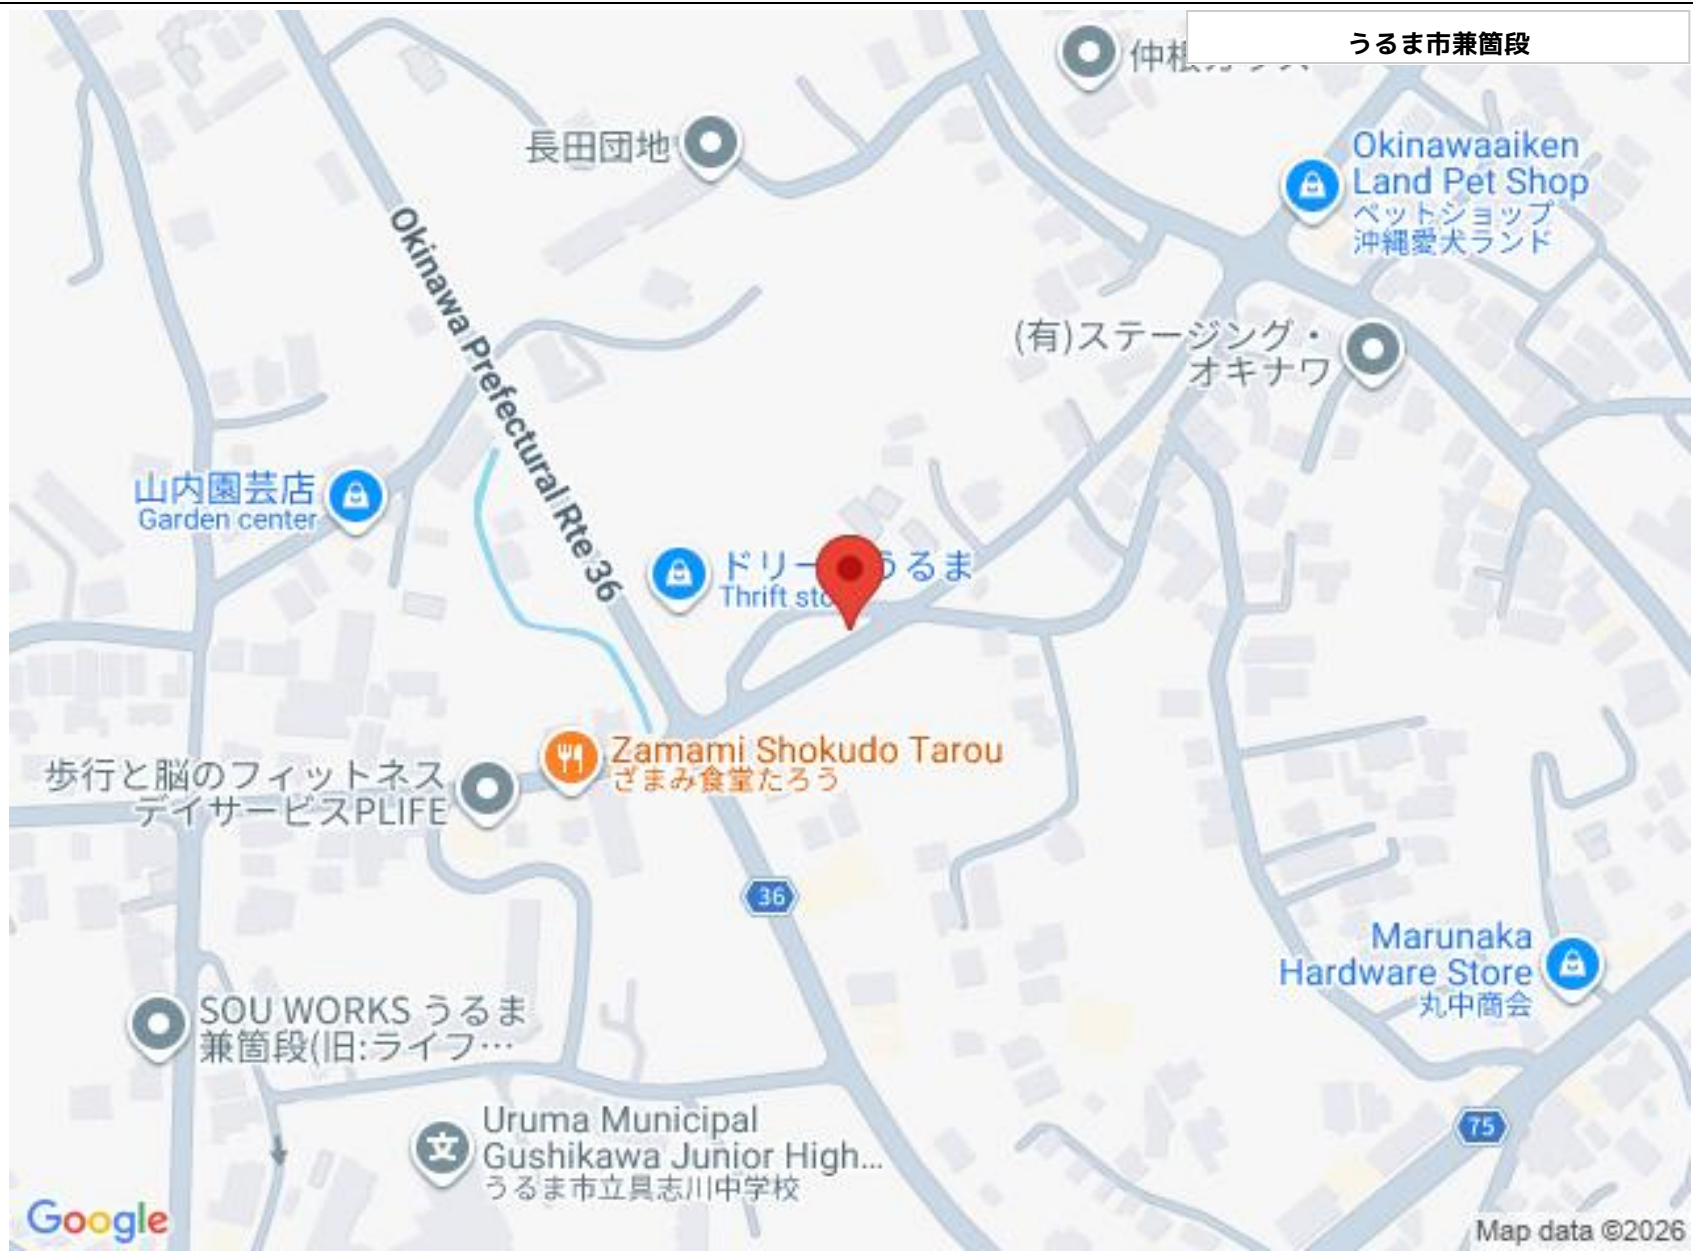 うるま市兼箇段
仲根
長田団地
Okinawaaiken
Land Pet Shop
ペットショップ
沖縄愛犬ランド
Okinawa Prefectural Rte 36
(有)ステージング・
オキナワ
山内園芸店
Garden center
ドリー うるま
Thrift sto
Zamami Shokudo Tarou
ざまみ食堂たろう
歩行と脳のフィットネス
デイサービスPLIFE
36
Marunaka
Hardware Store
丸中商会
SOU WORKS うるま
兼箇段(旧:ライフ…
75
Uruma Municipal
Gushikawa Junior High...
うるま市立具志川中学校
Google
Map data ©2026